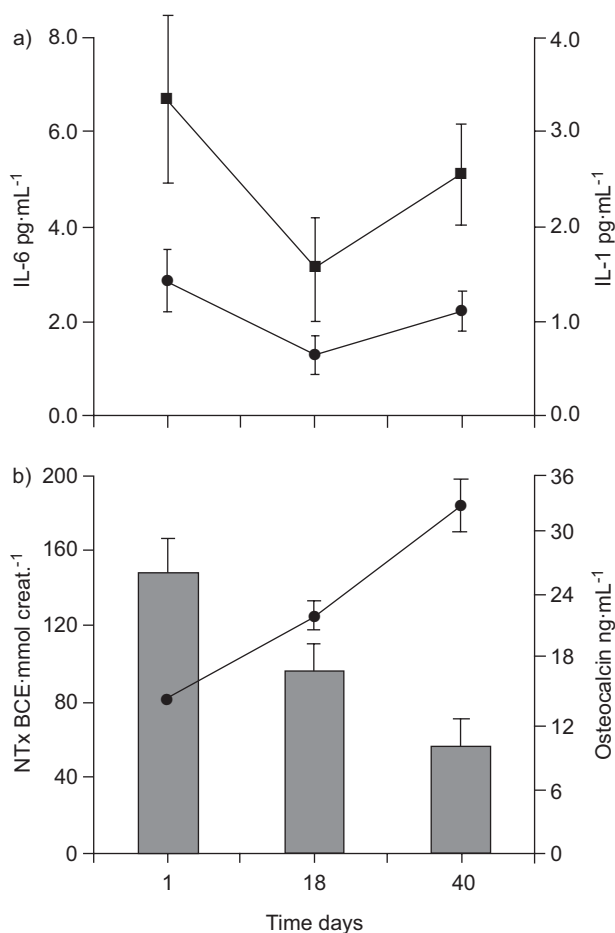 a)
8.0
6.0
4.0
2.0
0.0
IL-6 pg·mL⁻¹
4.0
3.0
2.0
1.0
0.0
IL-1 pg·mL⁻¹
b)
200
160
120
80
40
0
NTx BCE·mmol creat.⁻¹
36
30
24
18
12
6
0
Osteocalcin ng·mL⁻¹
1 18 40
Time days